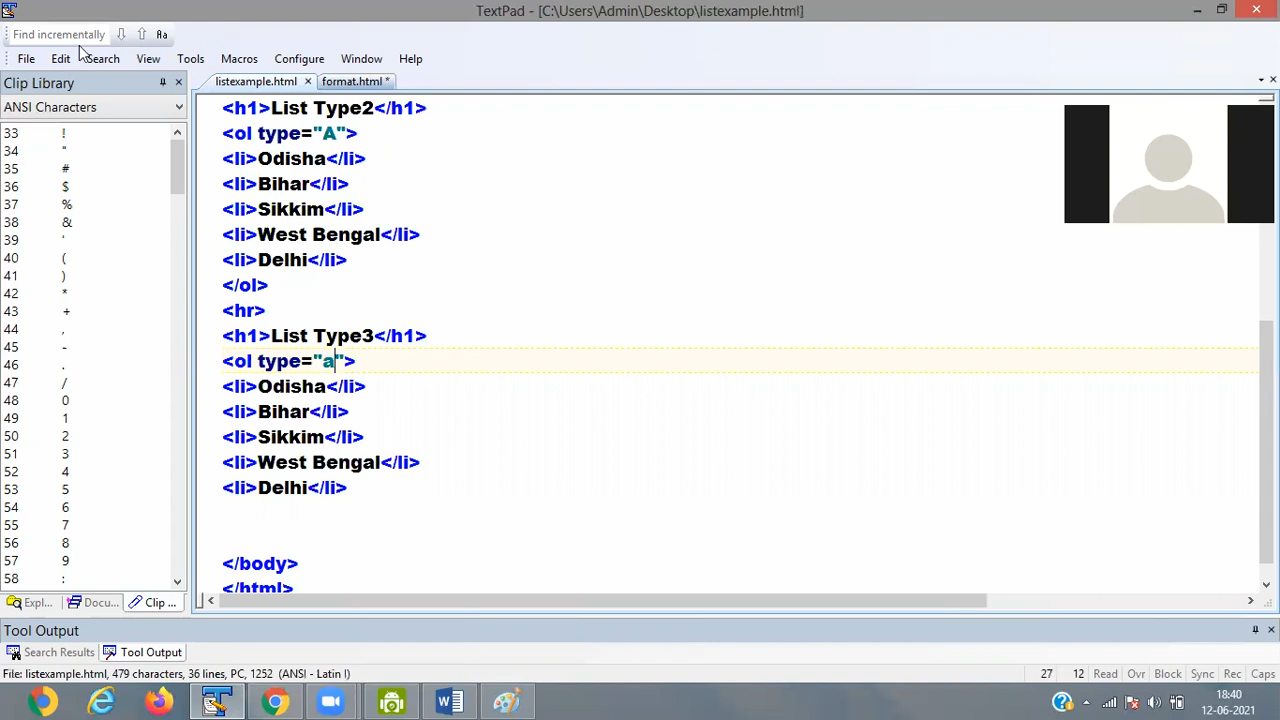 TextPad - [C:\Users\Admin\Desktop\listexample.html]
Find incrementally Aa
File Edit Search View Tools Macros Configure Window Help
Clip Library
listexample.html format.html *
ANSI Characters
33 !
34 "
35 #
36 $
37 %
38 &
39 '
40 (
41 )
42 *
43 +
44 ,
45 -
46 .
47 /
48 0
49 1
50 2
51 3
52 4
53 5
54 6
55 7
56 8
57 9
58 :
<h1>List Type2</h1>
<ol type="A">
<li>Odisha</li>
<li>Bihar</li>
<li>Sikkim</li>
<li>West Bengal</li>
<li>Delhi</li>
</ol>
<hr>
<h1>List Type3</h1>
<ol type="a">
<li>Odisha</li>
<li>Bihar</li>
<li>Sikkim</li>
<li>West Bengal</li>
<li>Delhi</li>
</body>
</html>
Expl... Docu... Clip ...
Tool Output
Search Results Tool Output
File: listexample.html, 479 characters, 36 lines, PC, 1252 (ANSI - Latin I) 27 12 Read Ovr Block Sync Rec Caps
18:40
12-06-2021